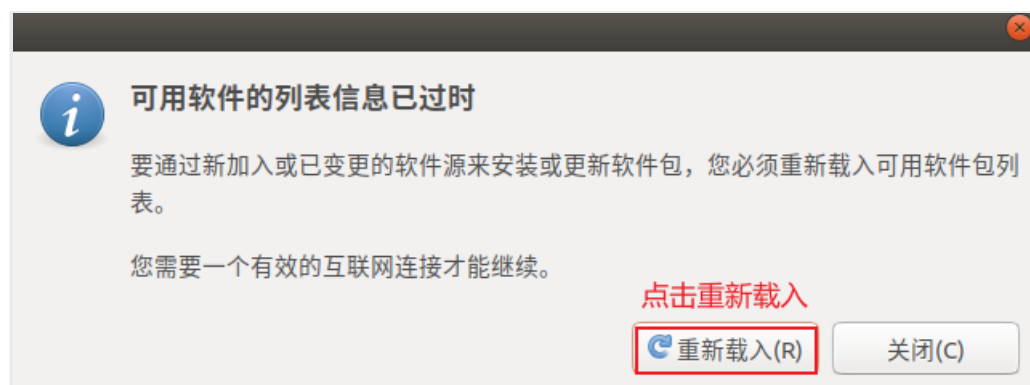 可用软件的列表信息已过时
要通过新加入或已变更的软件源来安装或更新软件包，您必须重新载入可用软件包列
表。
您需要一个有效的互联网连接才能继续。
点击重新载入
重新载入(R)
关闭(C)